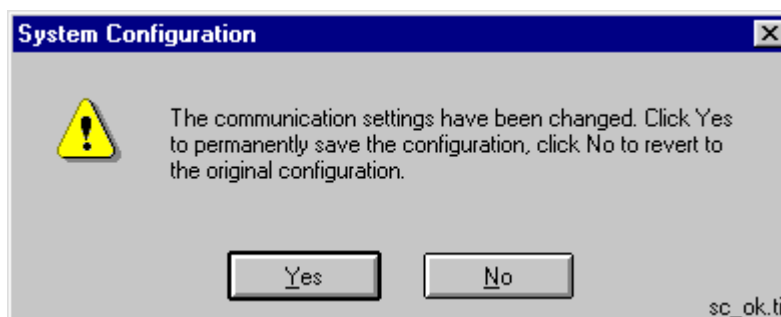 System Configuration
The communication settings have been changed. Click Yes
to permanently save the configuration, click No to revert to
the original configuration.
Yes
No
sc_ok.ti